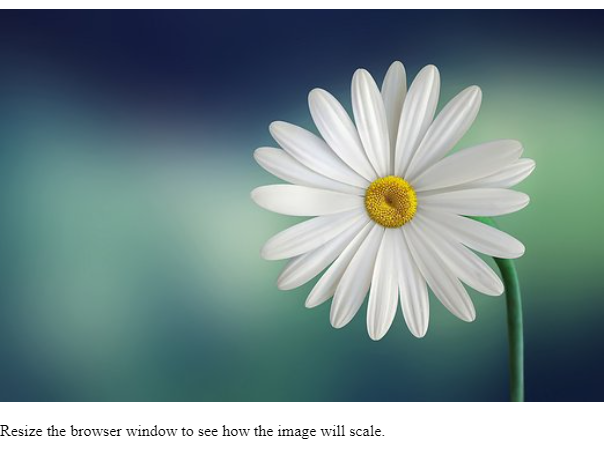 Resize the browser window to see how the image will scale.